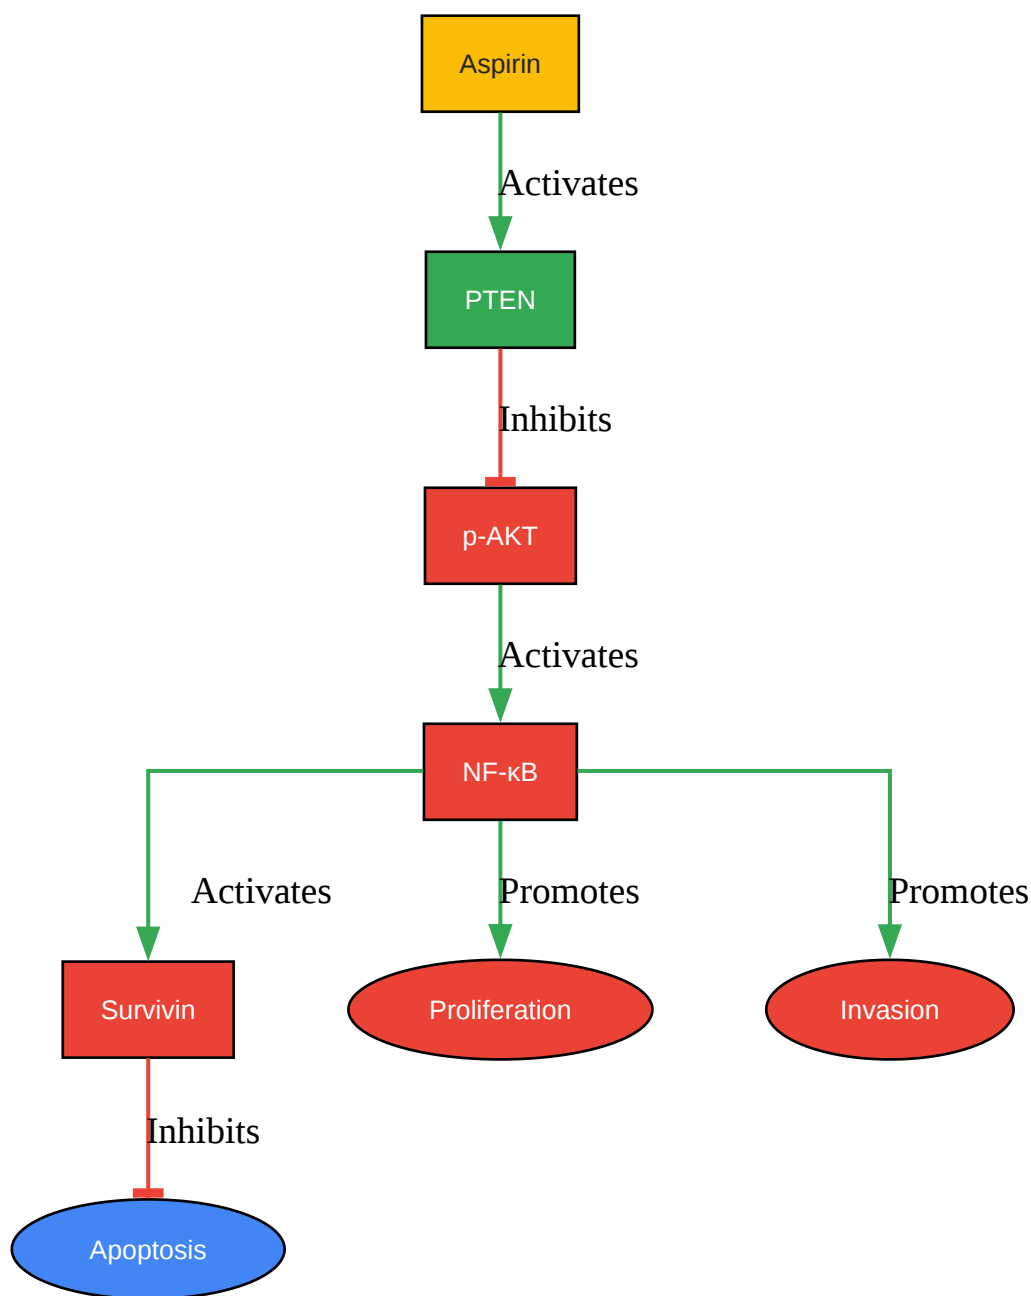 Aspirin
Activates
PTEN
Inhibits
p-AKT
Activates
NF-κB
Activates
Promotes
Promotes
Survivin
Proliferation
Invasion
Inhibits
Apoptosis